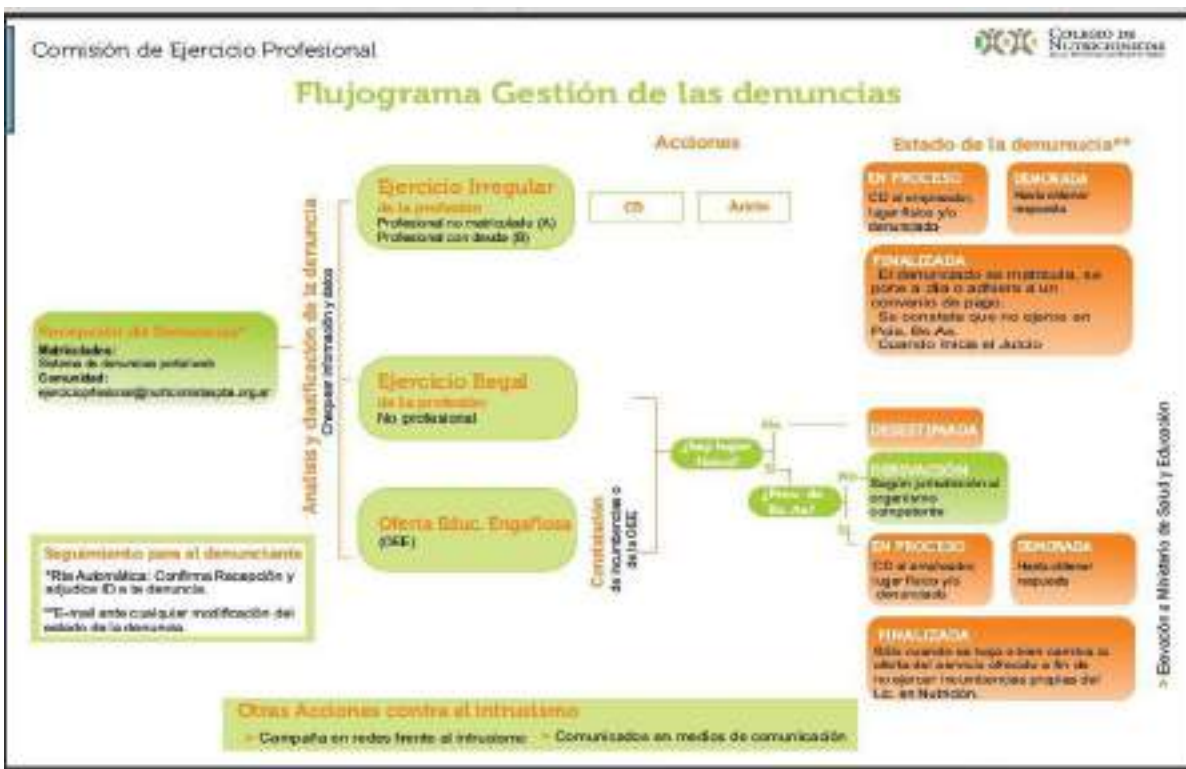 Comisión de Ejercicio Profesional
COLEGIO DE
NUTRICIONISTAS
Flujograma Gestión de las denuncias
Acciones
Estado de la denuncia**
Análisis y clasificación de la denuncia
Chequear información y datos
Recepción de Denuncias*
Matriculados:
Sistema de denuncias portal web
Comunidad:
Ejercicio Irregular
de la profesión
Profesional no matriculado (A)
Profesional con deuda (B)
CD
Juicio
EN PROCESO
CD al empleador,
lugar físico y/o
denunciado
DEMORADA
Hasta obtener
respuesta
FINALIZADA
El denunciado se matricula, se
pone a día o adhiere a un
convenio de pago.
Se constata que no ejerce en
Pcia. Bs. As.
Cuando inicia el Juicio
Ejercicio Ilegal
de la profesión
No profesional
Oferta Educ. Engañosa
(OEE)
Constatación
de incumbencias o
de la OEE
¿hay lugar
físico?
No
Si
¿Pcia. de
Bs. As?
No
Si
DESESTIMADA
DERIVACIÓN
Según jurisdicción al
organismo
competente
EN PROCESO
CD al empleador,
lugar físico y/o
denunciado
DEMORADA
Hasta obtener
respuesta
FINALIZADA
Sólo cuando se baja o bien cambia la
oferta del servicio ofrecido a fin de
no ejercer incumbencias propias del
Lic. en Nutrición.
> Elevación a Ministerio de Salud y Educación
Seguimiento para el denunciante
*Rta Automática: Confirma Recepción y
adjudica ID a la denuncia.
**E-mail ante cualquier modificación del
estado de la denuncia.
Otras Acciones contra el intrusismo
> Campaña en redes frente al intrusismo > Comunicados en medios de comunicación